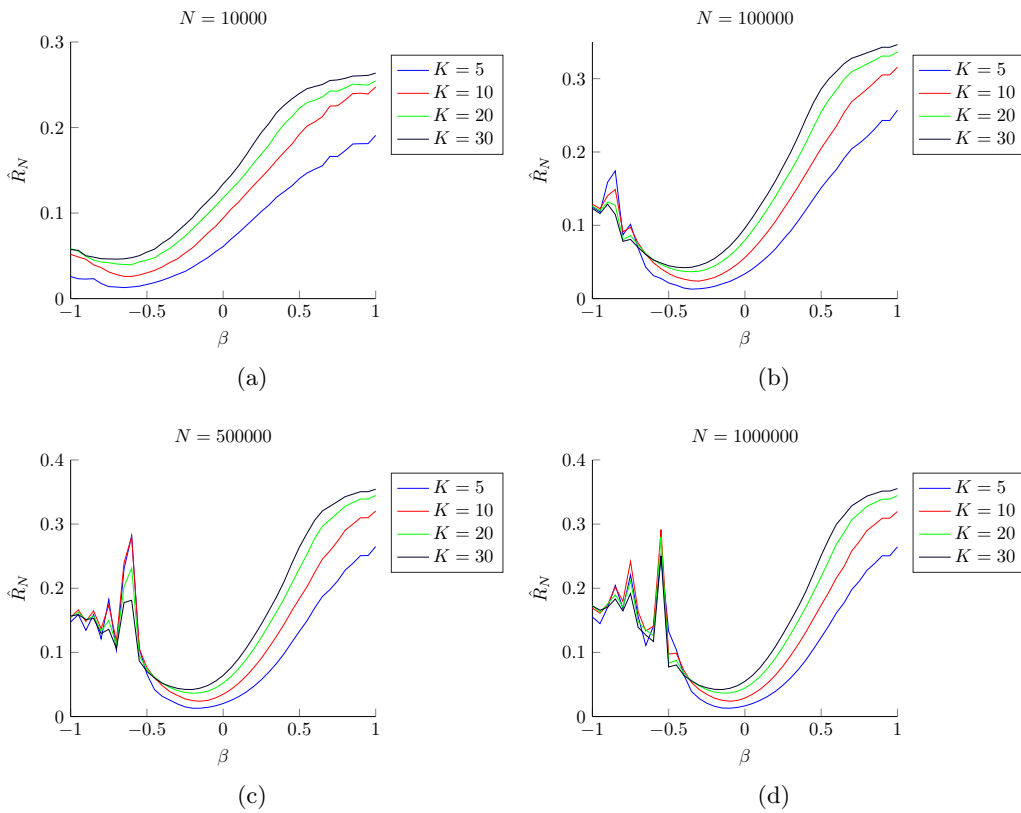 N = 10000
0.3
0.2
0.1
0
−1
−0.5
0
0.5
1
R̂_N
β
K = 5
K = 10
K = 20
K = 30
(a)
N = 100000
0.3
0.2
0.1
0
−1
−0.5
0
0.5
1
R̂_N
β
K = 5
K = 10
K = 20
K = 30
(b)
N = 500000
0.4
0.3
0.2
0.1
0
−1
−0.5
0
0.5
1
R̂_N
β
K = 5
K = 10
K = 20
K = 30
(c)
N = 1000000
0.4
0.3
0.2
0.1
0
−1
−0.5
0
0.5
1
R̂_N
β
K = 5
K = 10
K = 20
K = 30
(d)